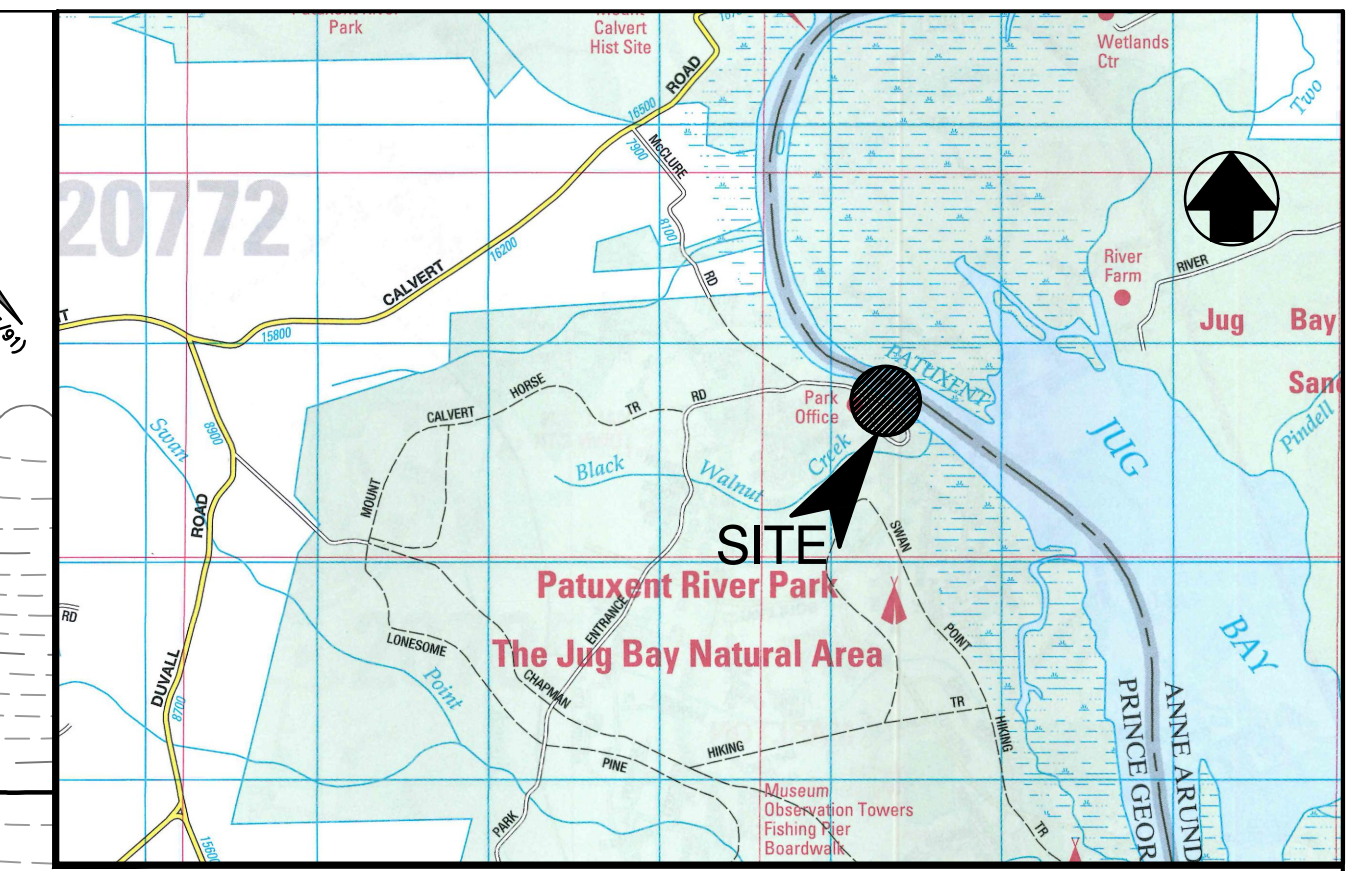 Park
Mount
Calvert
Hist Site
Wetlands
Ctr
Two
ROAD
16500
7900
McCLURE
20772
8100
RD
16200
CALVERT
River
Farm
RIVER
15800
Jug Bay
PATUXENT
HORSE
CALVERT
TR
RD
Park
Office
Pindell
JUG
Swan
8900
Black
Walnut
Creek
MOUNT
ROAD
SWAN
SITE
Patuxent River Park
RD
ENTRANCE
POINT
BAY
LONESOME
The Jug Bay Natural Area
DUVALL
8700
Point
CHAPMAN
TR
HIKING
ANNE ARUND
PRINCE GEOR
HIKING
PINE
Museum
Observation Towers
Fishing Pier
Boardwalk
PARK
TR